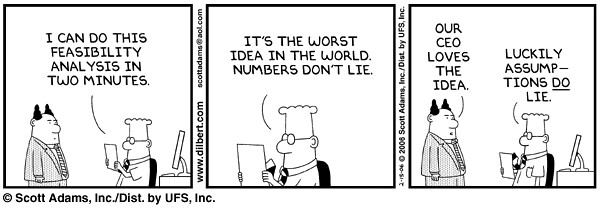 I CAN DO THIS
FEASIBILITY
ANALYSIS IN
TWO MINUTES.
scottadams@aol.com
www.dilbert.com
IT'S THE WORST
IDEA IN THE WORLD.
NUMBERS DON'T LIE.
2-15-06 © 2006 Scott Adams, Inc./Dist. by UFS, Inc.
OUR
CEO
LOVES
THE
IDEA.
LUCKILY
ASSUMP-
TIONS DO
LIE.
© Scott Adams, Inc./Dist. by UFS, Inc.